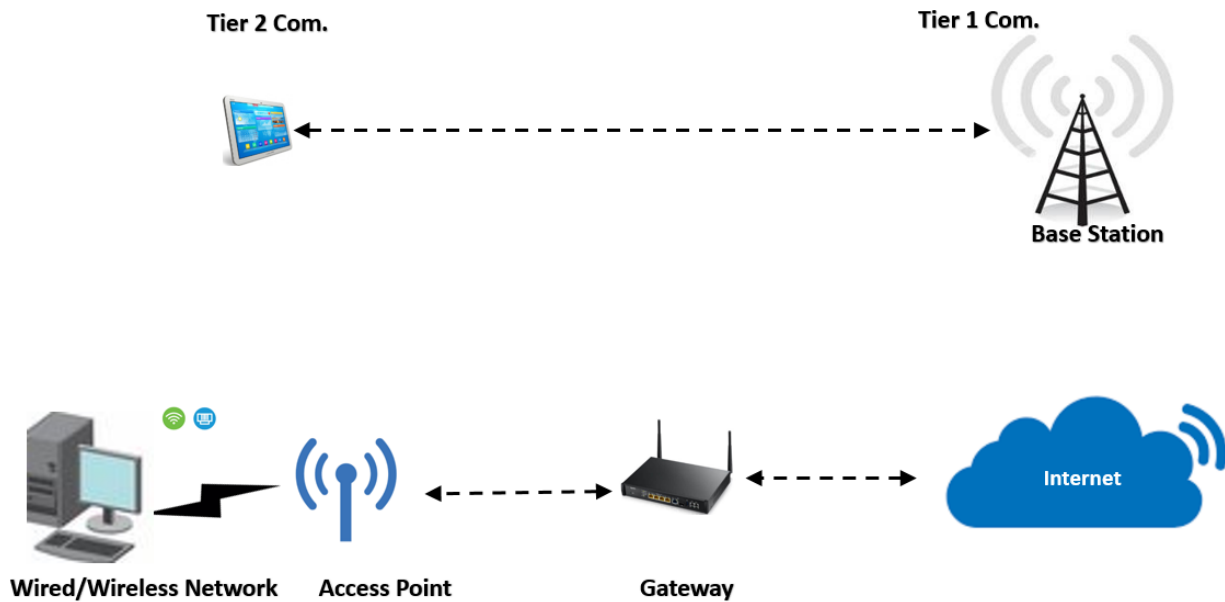 Tier 2 Com.
Tier 1 Com.
Base Station
Internet
Wired/Wireless Network
Access Point
Gateway